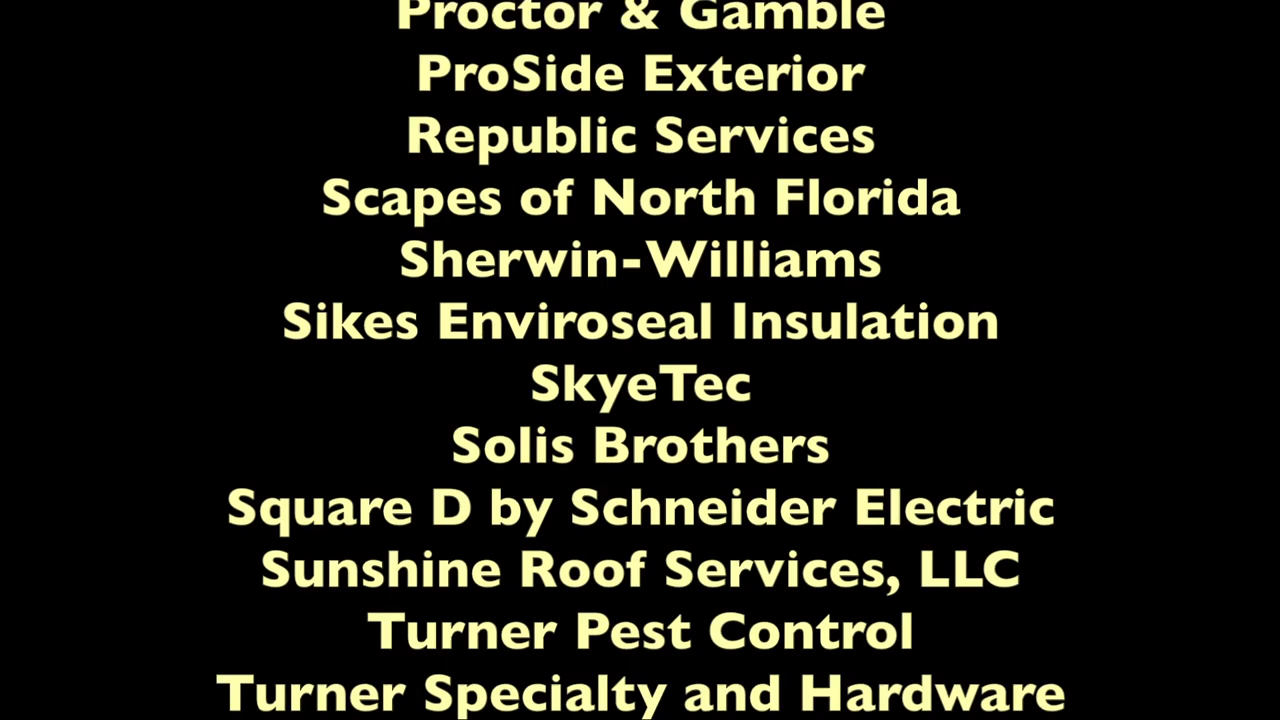 Proctor & Gamble
ProSide Exterior
Republic Services
Scapes of North Florida
Sherwin-Williams
Sikes Enviroseal Insulation
SkyeTec
Solis Brothers
Square D by Schneider Electric
Sunshine Roof Services, LLC
Turner Pest Control
Turner Specialty and Hardware